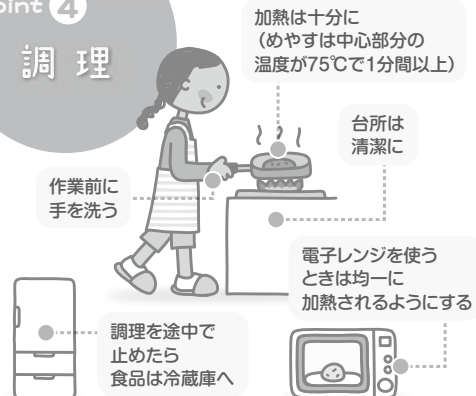 oint 4
調理
加熱は十分に
（めやすは中心部分の
温度が75℃で1分間以上）
台所は
清潔に
作業前に
手を洗う
電子レンジを使う
ときは均一に
加熱されるようにする
調理を途中で
止めたら
食品は冷蔵庫へ